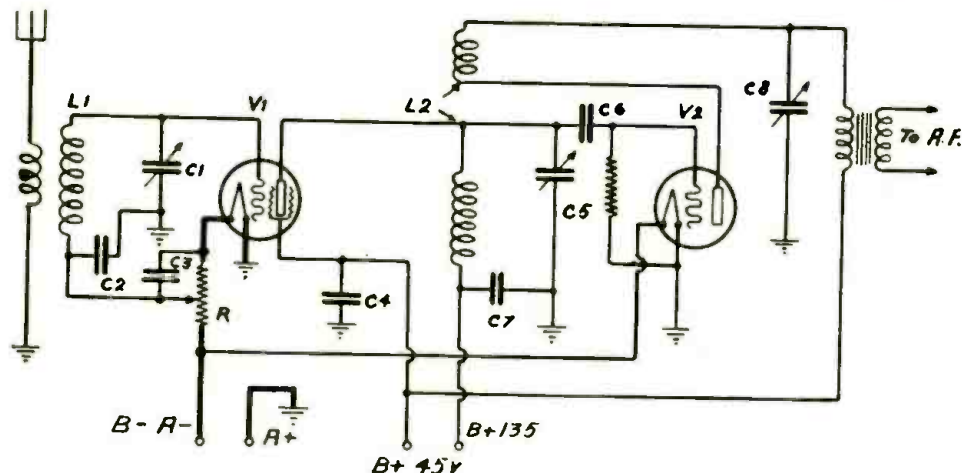 L1
V1
C1
C2
C3
R
C4
L2
C6
V2
C5
C7
C8
To A.F.
B- A-
A+
B+ 45V
B+135